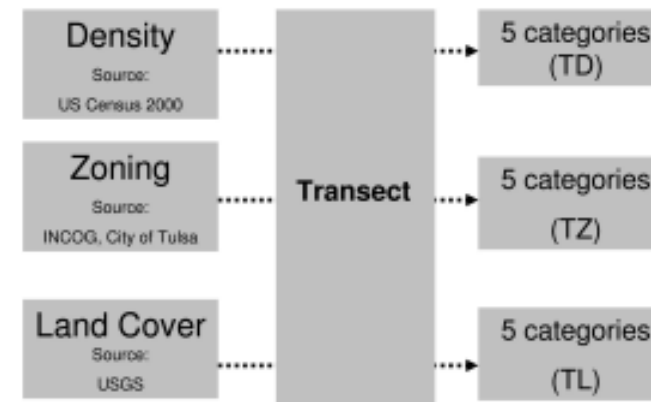 Density
Source:
US Census 2000
Zoning
Source:
INCOG, City of Tulsa
Land Cover
Source:
USGS
Transect
5 categories
(TD)
5 categories
(TZ)
5 categories
(TL)